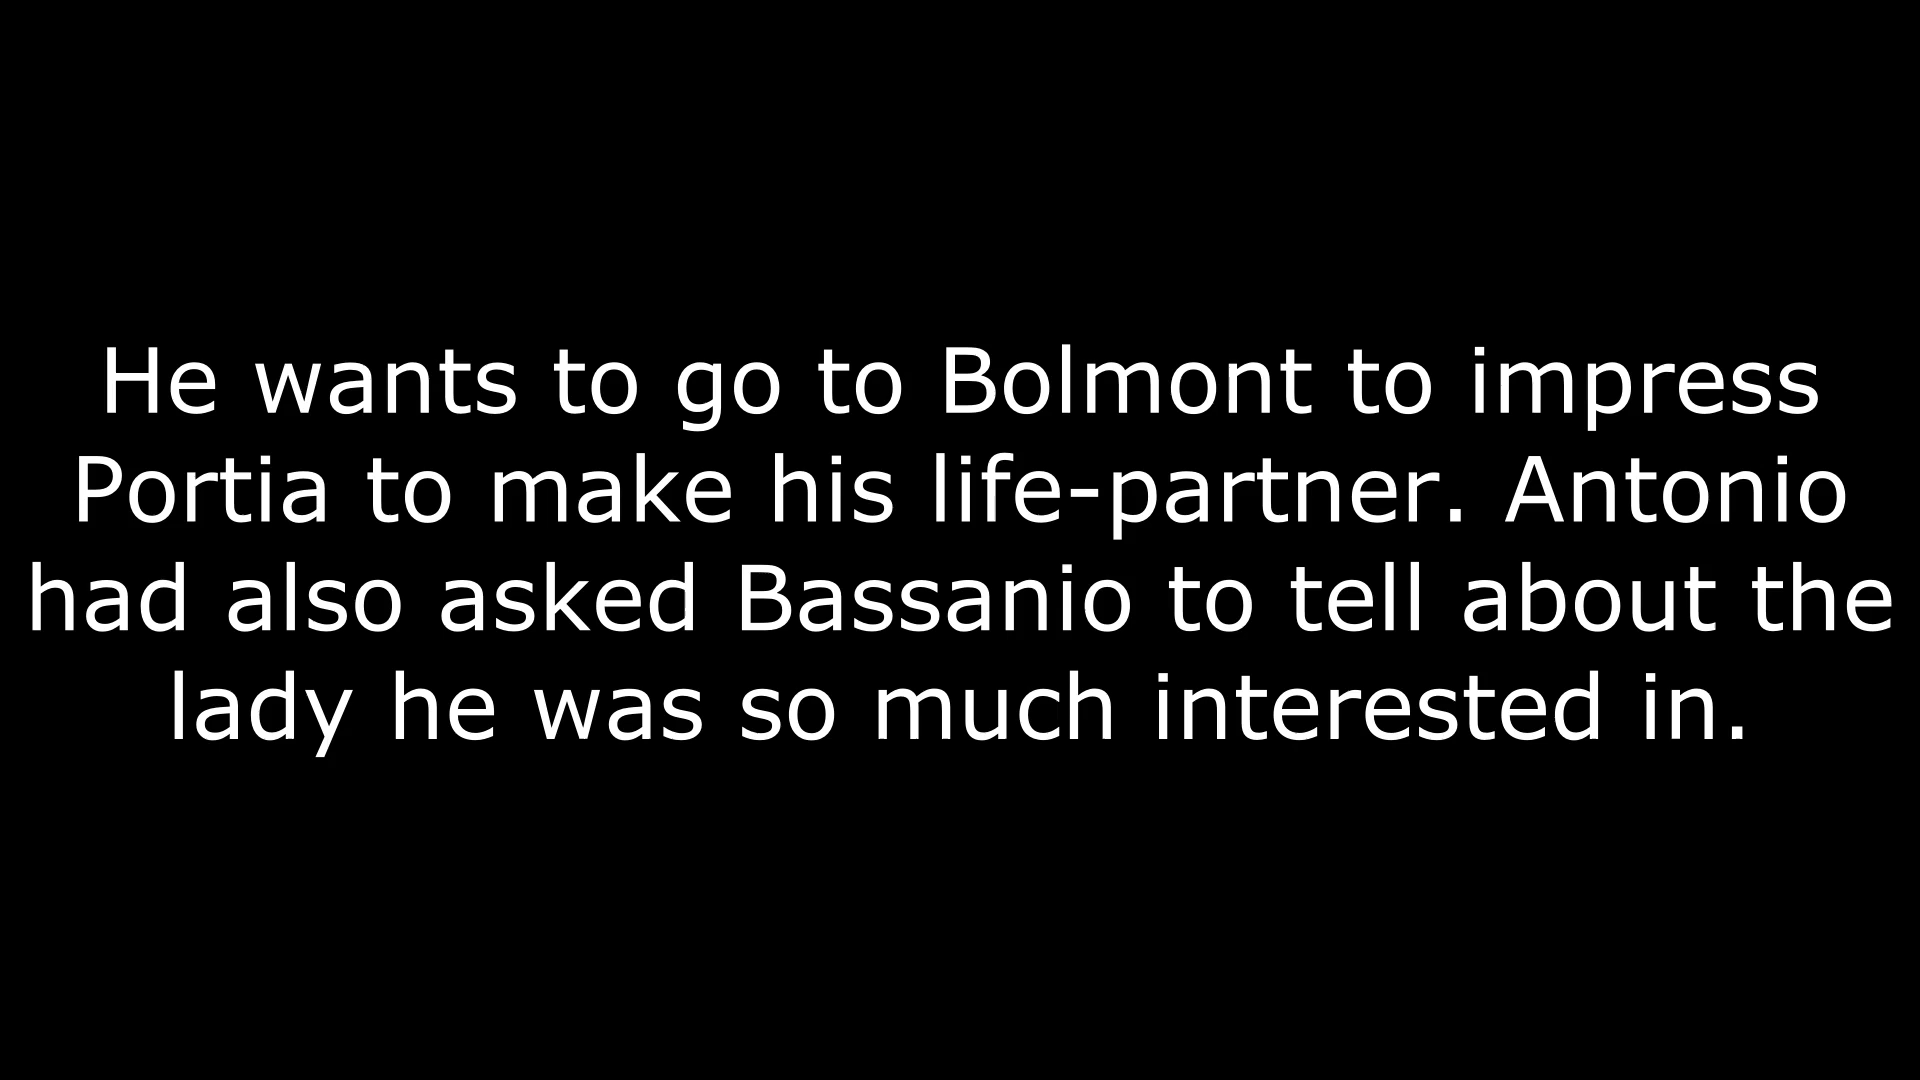 He wants to go to Bolmont to impress
Portia to make his life-partner. Antonio
had also asked Bassanio to tell about the
lady he was so much interested in.